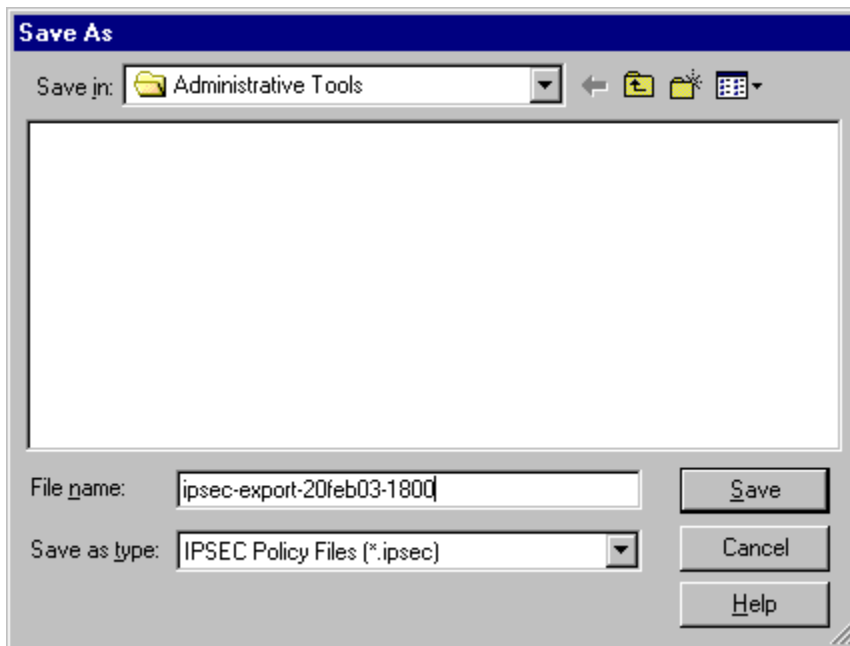 Save As
Save in: Administrative Tools
File name: ipsec-export-20feb03-1800 Save
Save as type: IPSEC Policy Files (*.ipsec) Cancel
Help